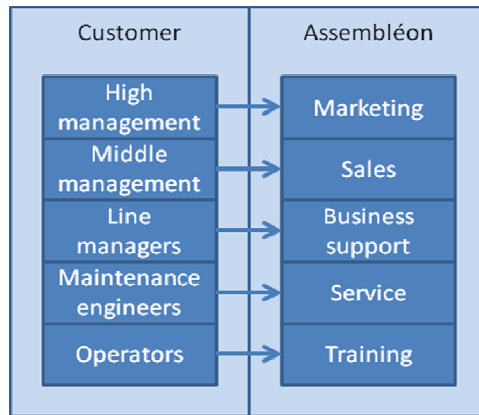 Customer
High
management
Middle
management
Line
managers
Maintenance
engineers
Operators
Assembléon
Marketing
Sales
Business
support
Service
Training